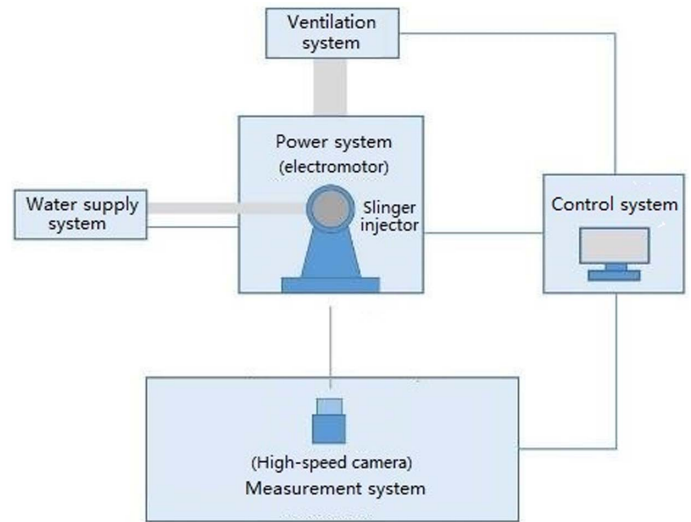 Ventilation
system
Power system
(electromotor)
Slinger
injector
Water supply
system
Control system
(High-speed camera)
Measurement system